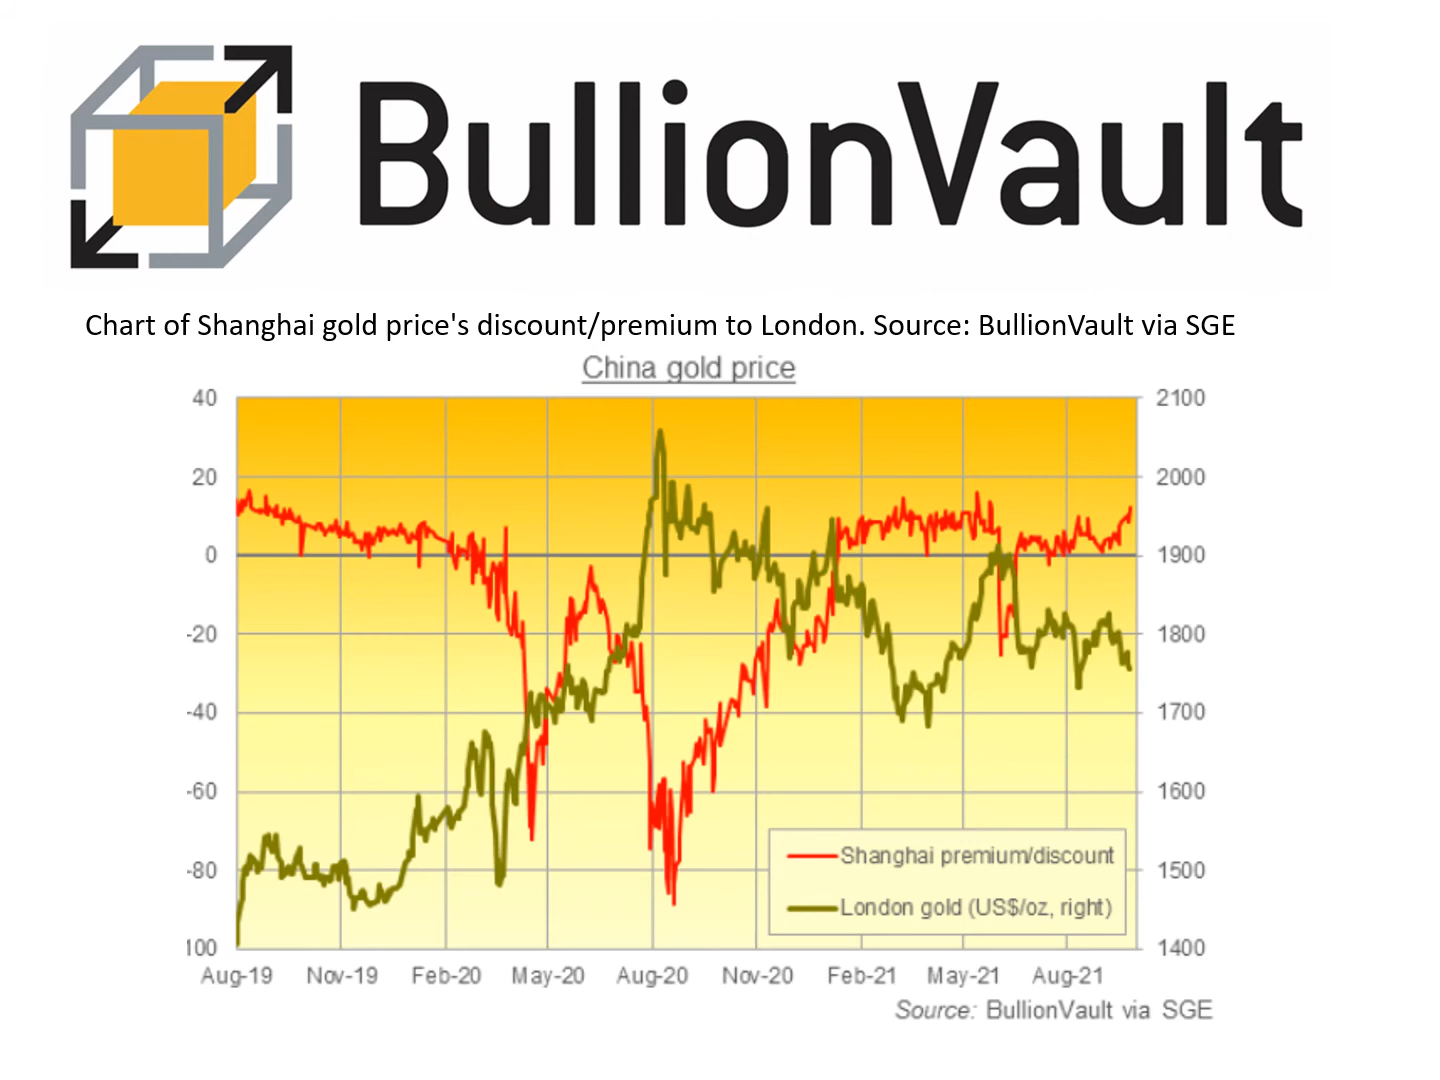 BullionVault
Chart of Shanghai gold price's discount/premium to London. Source: BullionVault via SGE
China gold price
40 2100
20 2000
0 1900
-20 1800
-40 1700
-60 1600
-80 1500
100 1400
Shanghai premium/discount
London gold (US$/oz, right)
Aug-19 Nov-19 Feb-20 May-20 Aug-20 Nov-20 Feb-21 May-21 Aug-21
Source: BullionVault via SGE